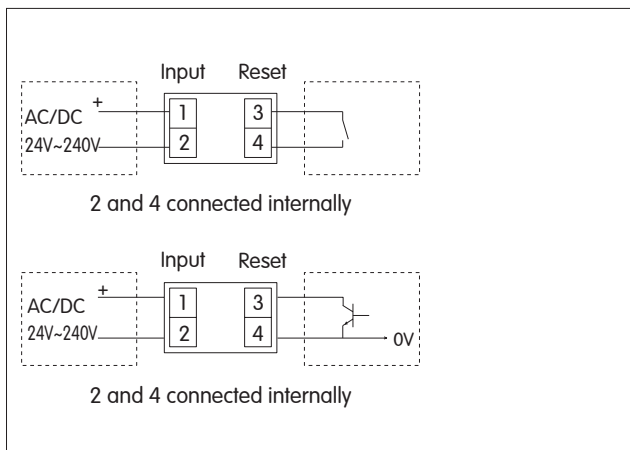 Input Reset
+
AC/DC 1 3
24V~240V 2 4
2 and 4 connected internally
Input Reset
+
AC/DC 1 3
24V~240V 2 4 0V
2 and 4 connected internally